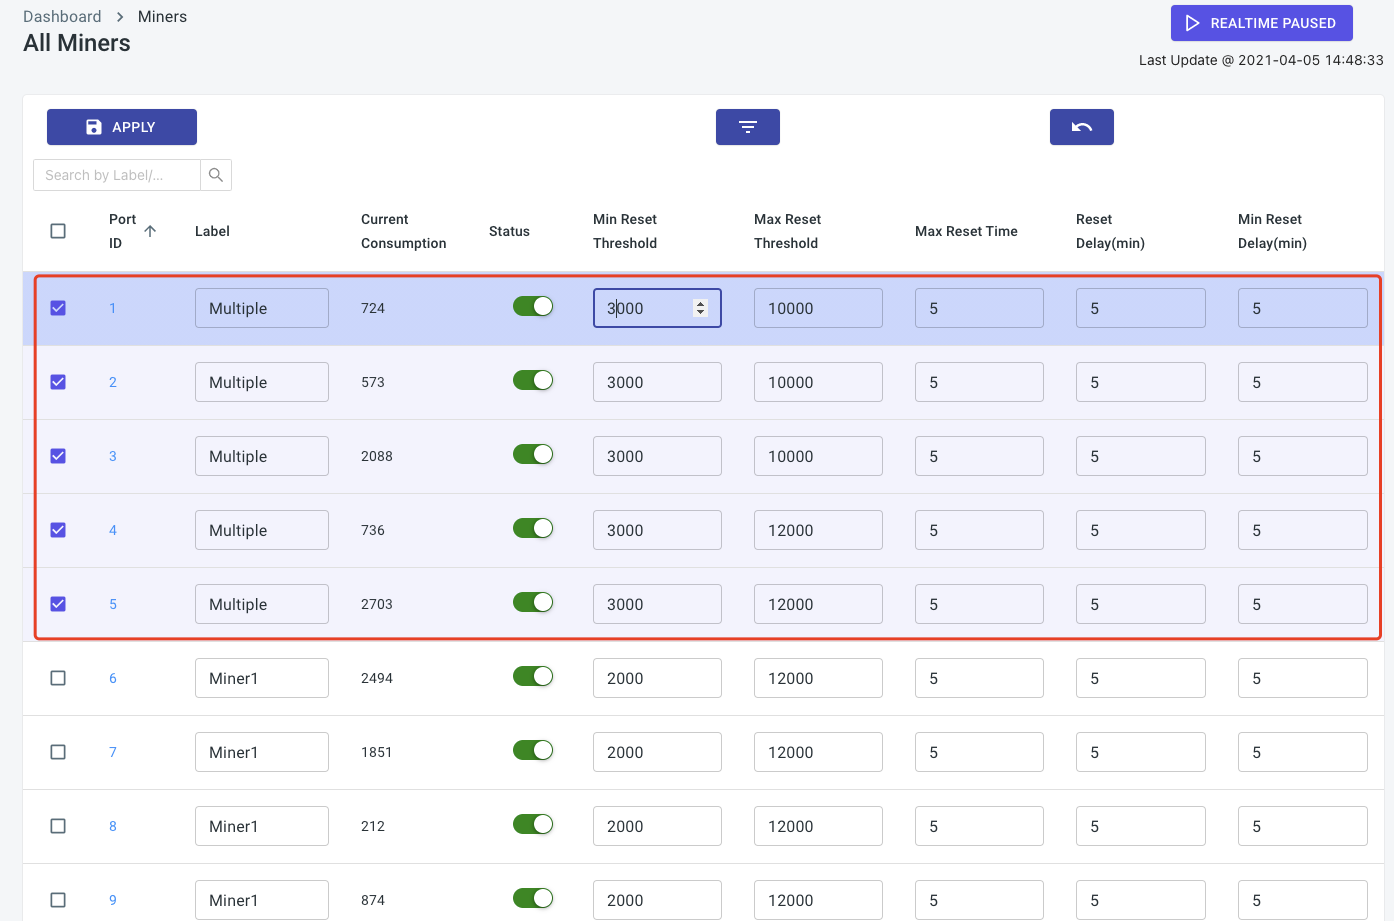 Dashboard > Miners
All Miners
REALTIME PAUSED
Last Update @ 2021-04-05 14:48:33
APPLY
Search by Label/...
Port ID Label Current Consumption Status Min Reset Threshold Max Reset Threshold Max Reset Time Reset Delay(min) Min Reset Delay(min)
1 Multiple 724 3000 10000 5 5 5
2 Multiple 573 3000 10000 5 5 5
3 Multiple 2088 3000 10000 5 5 5
4 Multiple 736 3000 12000 5 5 5
5 Multiple 2703 3000 12000 5 5 5
6 Miner1 2494 2000 12000 5 5 5
7 Miner1 1851 2000 12000 5 5 5
8 Miner1 212 2000 12000 5 5 5
9 Miner1 874 2000 12000 5 5 5